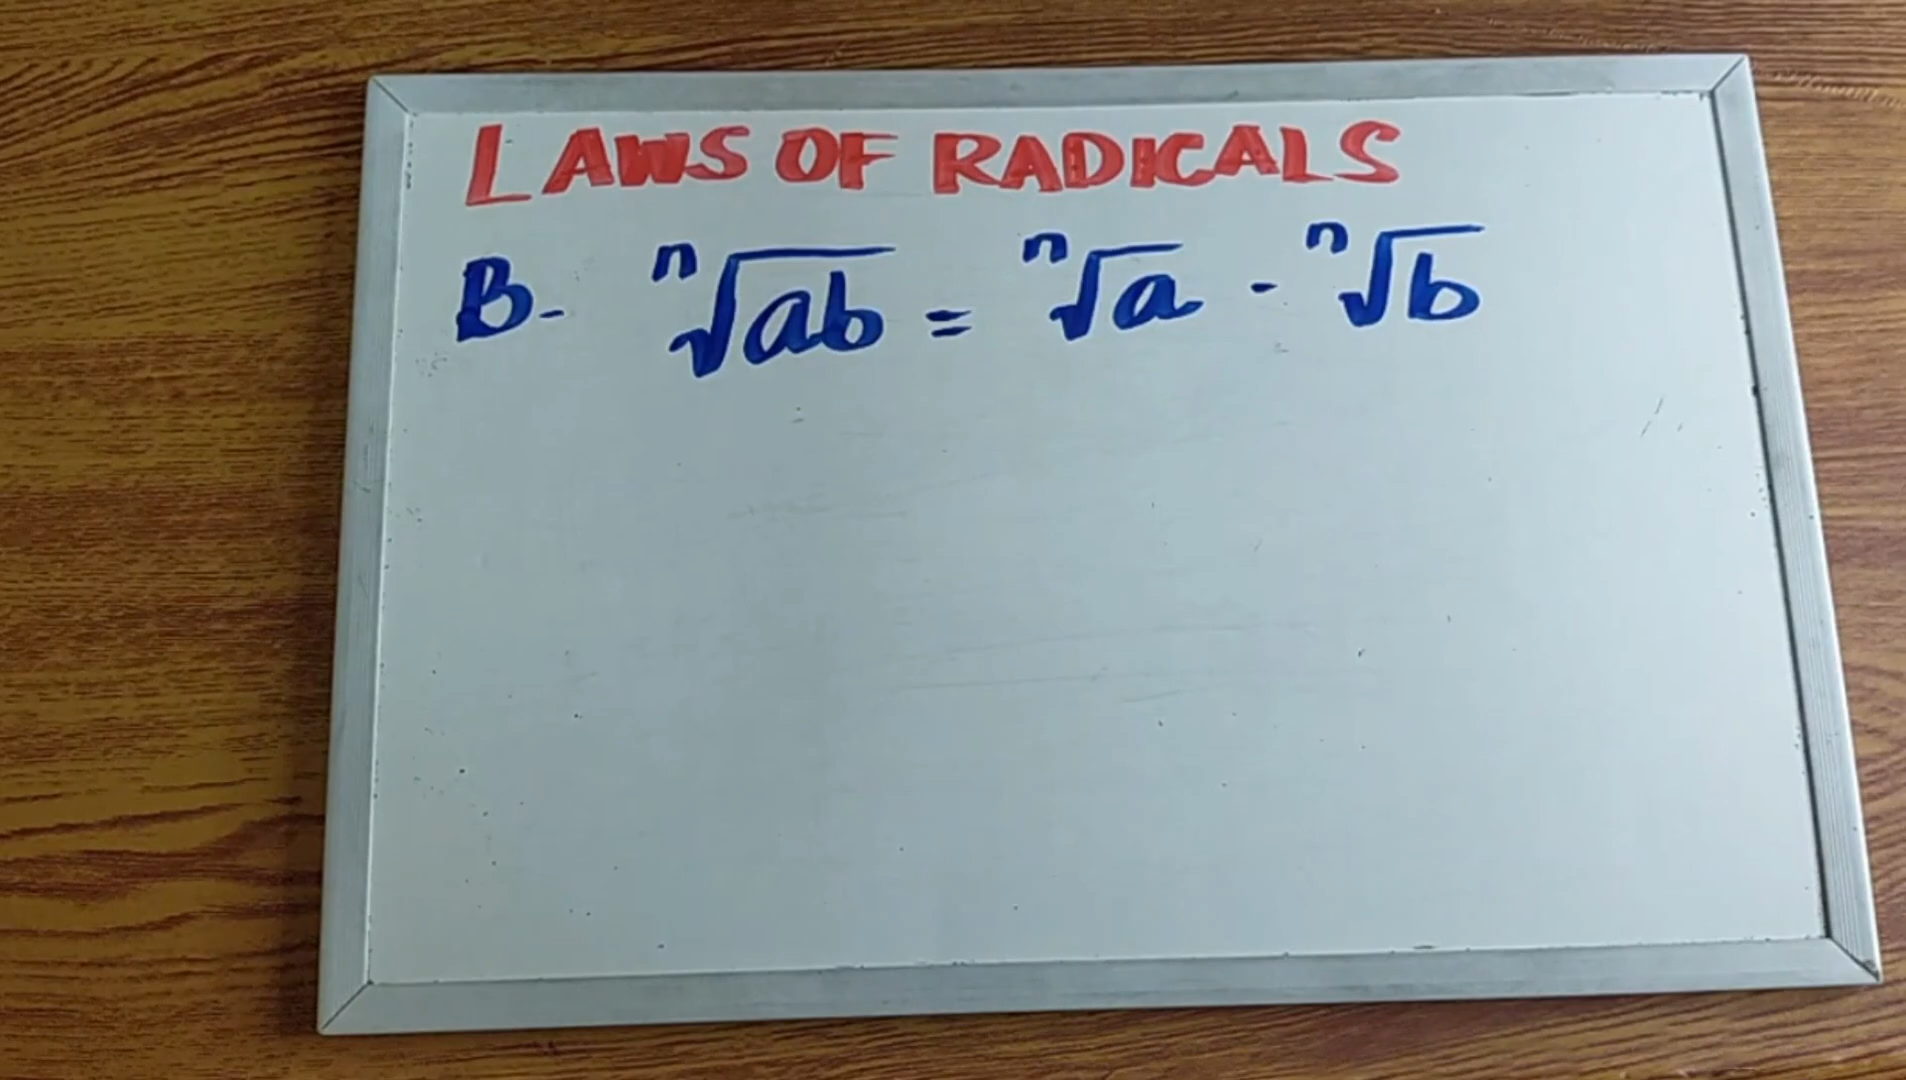 LAWS OF RADICALS
B- ⁿ√ab = ⁿ√a · ⁿ√b